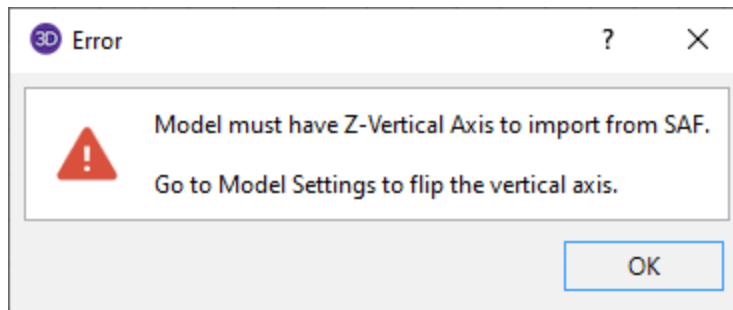 3D Error
?
Model must have Z-Vertical Axis to import from SAF.
Go to Model Settings to flip the vertical axis.
OK